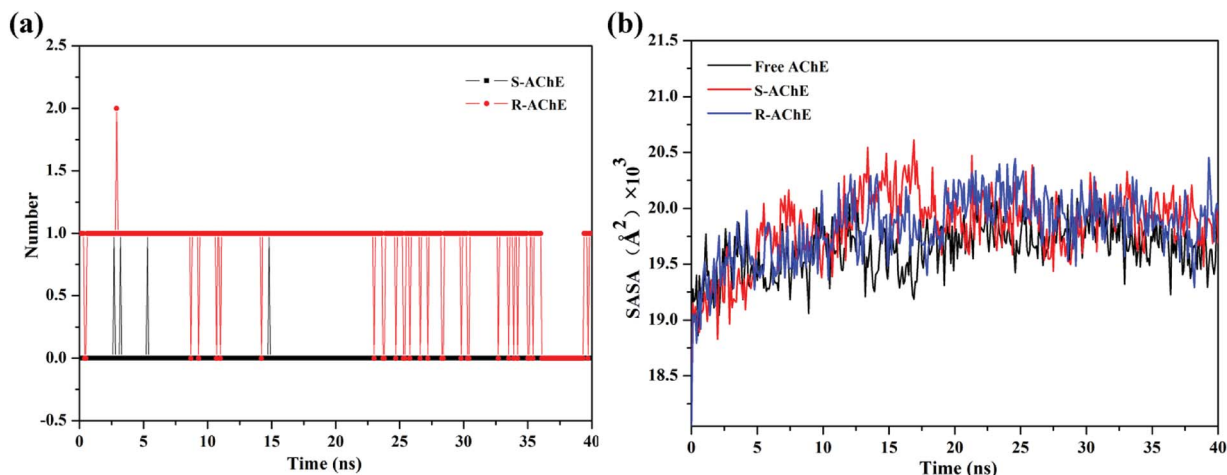 (a)
2.5
2.0
1.5
1.0
0.5
0.0
-0.5
Number
S-AChE
R-AChE
0 5 10 15 20 25 30 35 40
Time (ns)
(b)
21.5
21.0
20.5
20.0
19.5
19.0
18.5
SASA (Å²) ×10³
Free AChE
S-AChE
R-AChE
0 5 10 15 20 25 30 35 40
Time (ns)